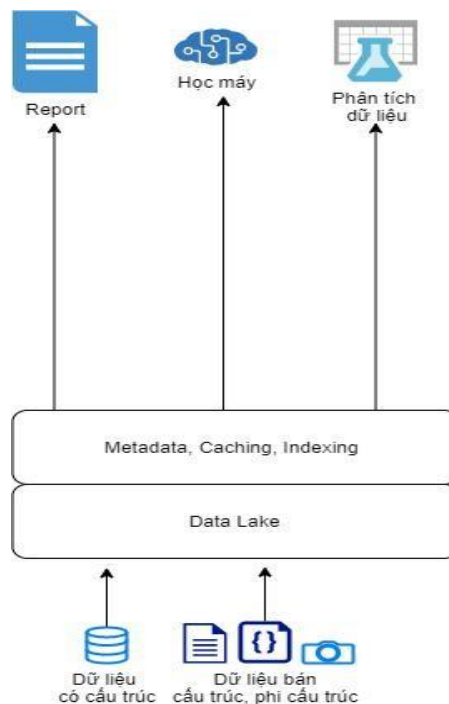 Report
Học máy
Phân tích
dữ liệu
Metadata, Caching, Indexing
Data Lake
{}
Dữ liệu
có cấu trúc
Dữ liệu bán
cấu trúc, phi cấu trúc